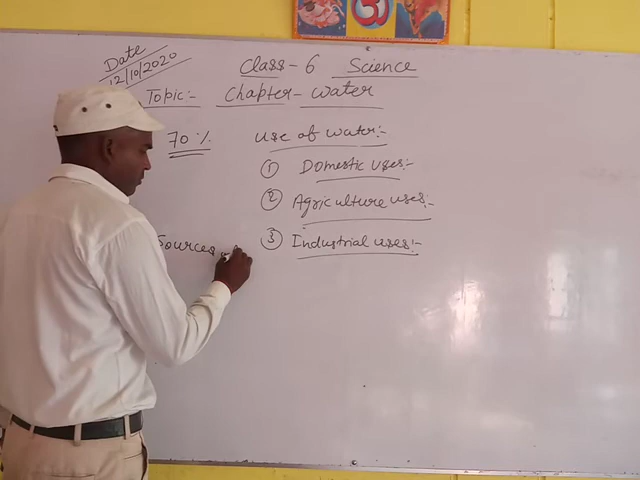 Date
12/10/2020
Class - 6 Science
Topic:- Chapter - water
70 %
Use of water:-
① Domestic uses:-
② Agriculture uses:-
③ Industrial uses:-
Sources